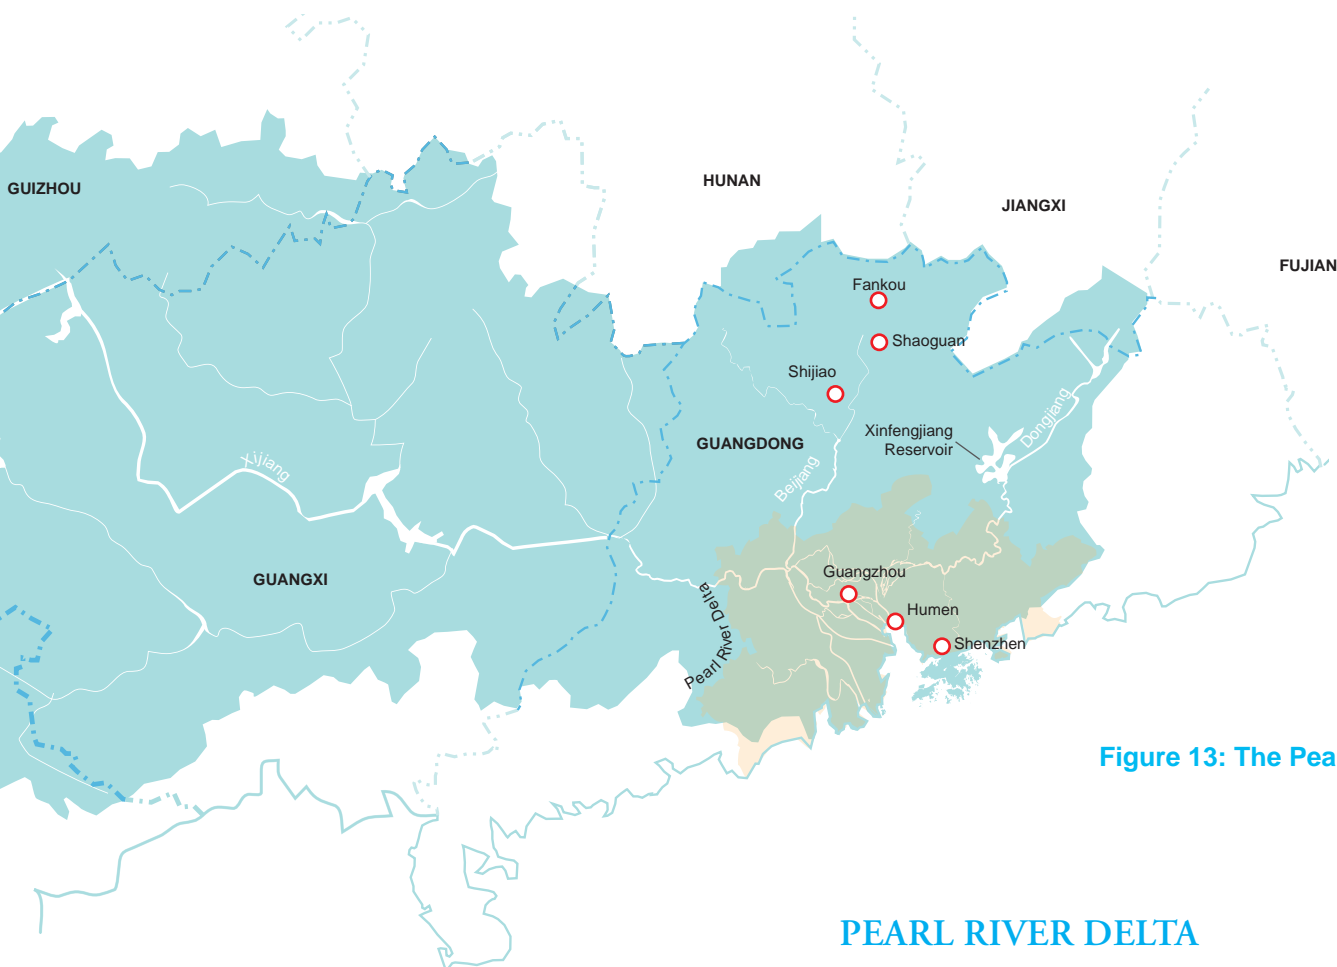 GUIZHOU
HUNAN
JIANGXI
FUJIAN
Fankou
Shaoguan
Shijiao
Xinfengjiang
Reservoir
Dongjiang
GUANGDONG
Xijiang
Beijiang
GUANGXI
Guangzhou
Humen
Pearl River Delta
Shenzhen
Figure 13: The Pea
PEARL RIVER DELTA